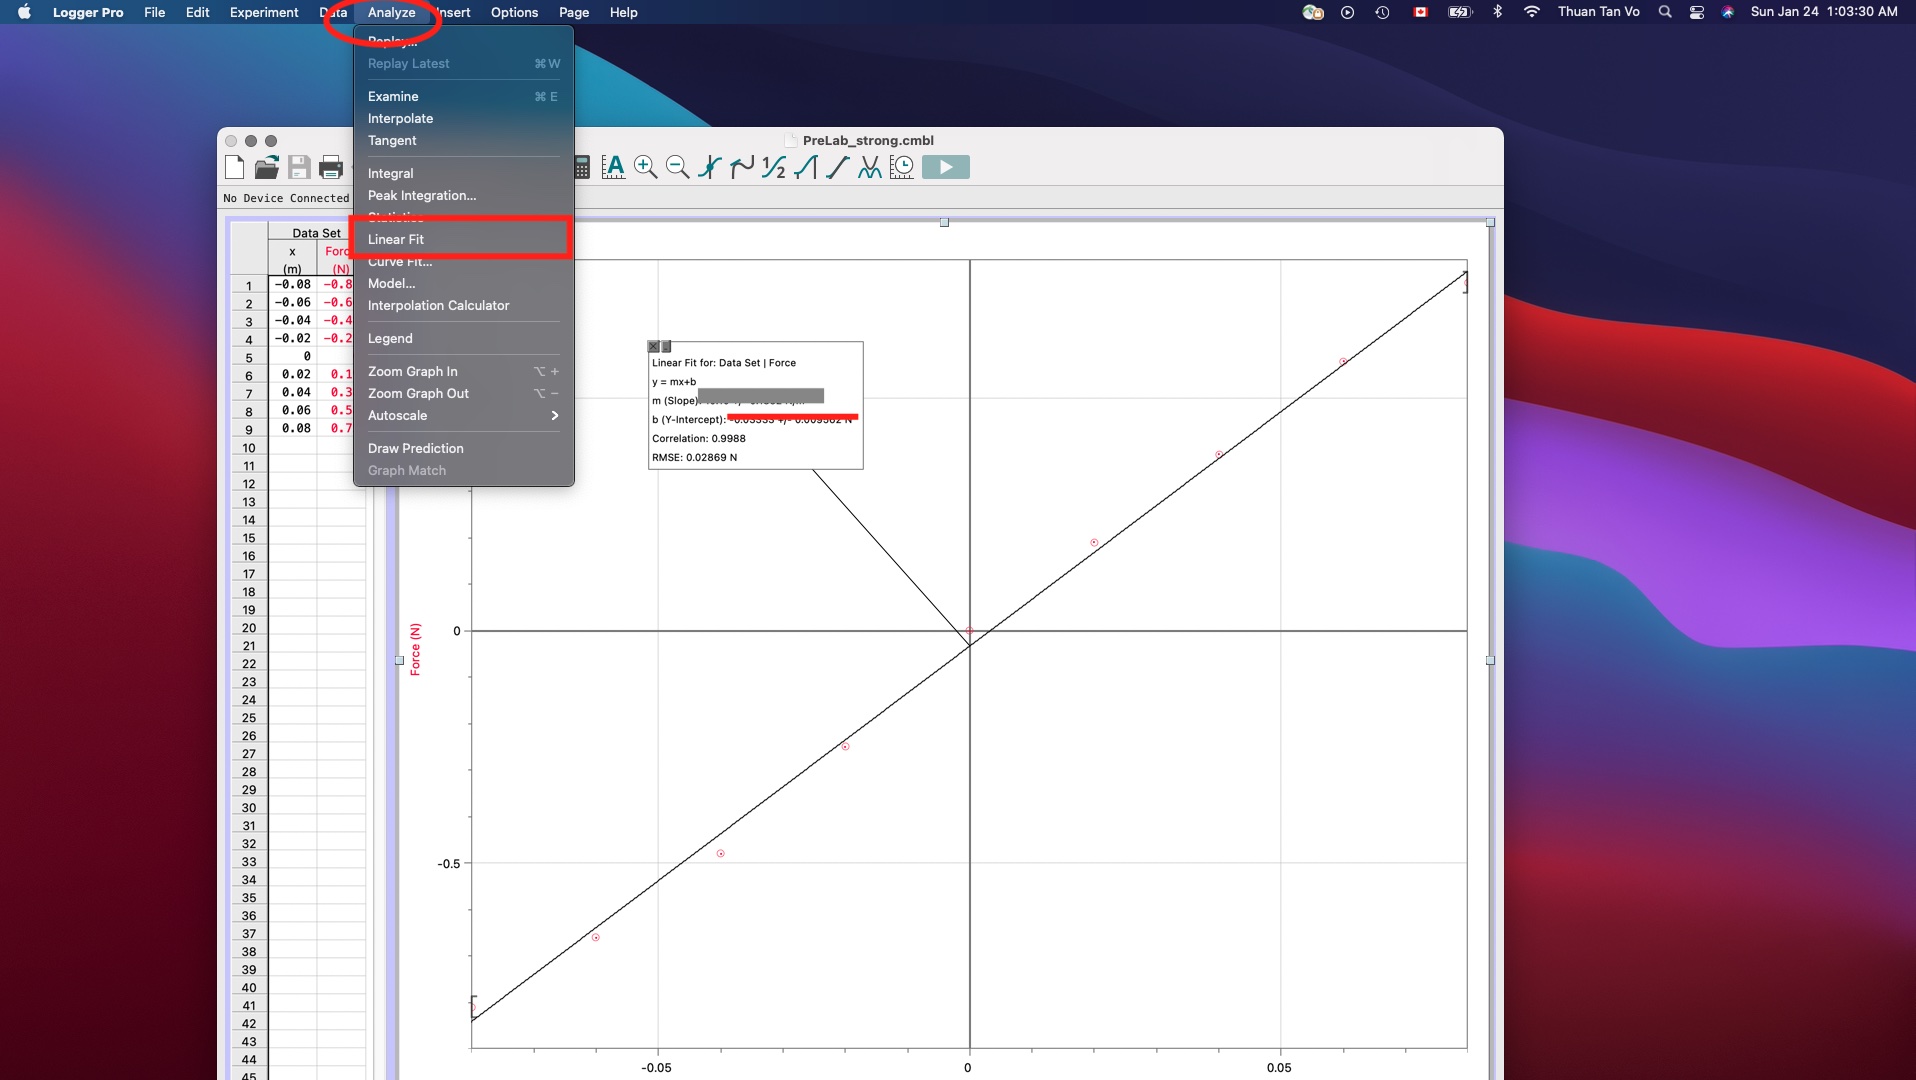 Logger Pro File Edit Experiment Data Analyze Insert Options Page Help Thuan Tan Vo Sun Jan 24 1:03:30 AM
Replay...
Replay Latest ⌘W
Examine ⌘ E
Interpolate
Tangent
Integral
Peak Integration...
Statistics
Linear Fit
Curve Fit...
Model...
Interpolation Calculator
Legend
Zoom Graph In ⌥ +
Zoom Graph Out ⌥ −
Autoscale >
Draw Prediction
Graph Match
PreLab_strong.cmbl
No Device Connected
Data Set
x Forc
(m) (N)
1 -0.08 -0.8
2 -0.06 -0.6
3 -0.04 -0.4
4 -0.02 -0.2
5 0
6 0.02 0.1
7 0.04 0.3
8 0.06 0.5
9 0.08 0.7
10
11
12
13
14
15
16
17
18
19
20
21
22
23
24
25
26
27
28
29
30
31
32
33
34
35
36
37
38
39
40
41
42
43
44
45
Linear Fit for: Data Set | Force
y = mx+b
m (Slope):
b (Y-Intercept): -0.03333 +/- 0.009562 N
Correlation: 0.9988
RMSE: 0.02869 N
Force (N)
0
-0.5
-0.05 0 0.05